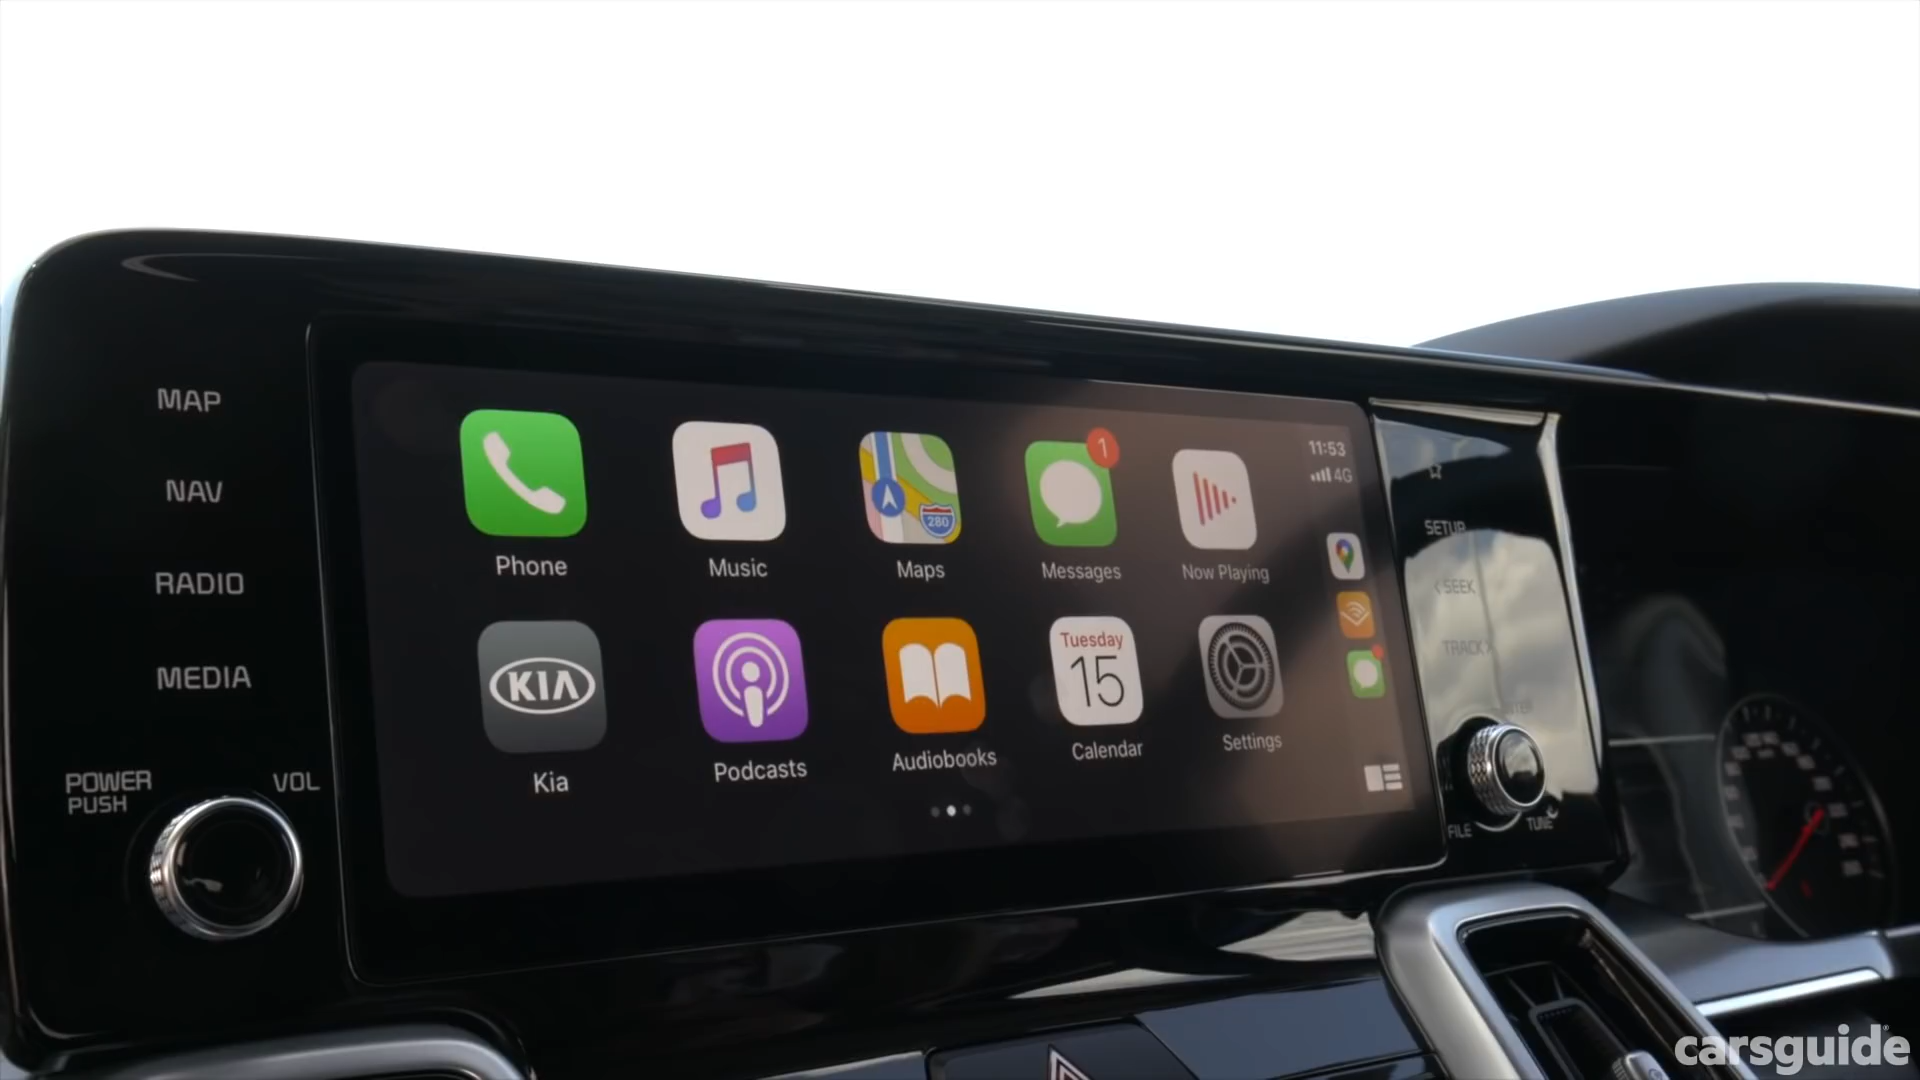 MAP
NAV
RADIO
MEDIA
POWER
PUSH
VOL
280
1
Phone
Music
Maps
Messages
Now Playing
KIA
Tuesday
15
Kia
Podcasts
Audiobooks
Calendar
Settings
11:53
4G
SETUP
< SEEK
TRACK >
FILE
TUNE
carsguide